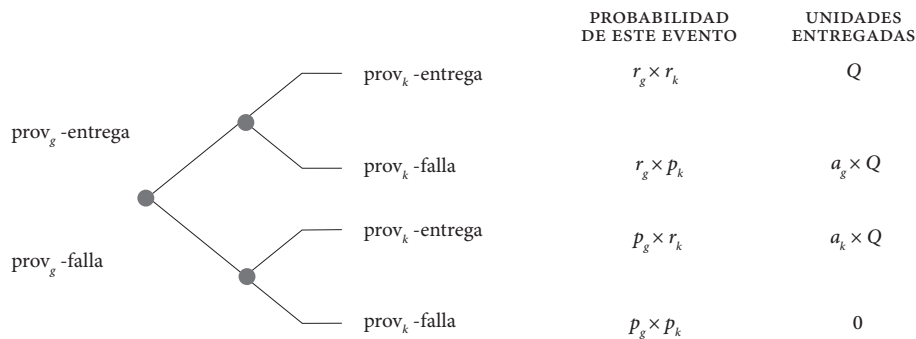 PROBABILIDAD DE ESTE EVENTO
UNIDADES ENTREGADAS
prov_g -entrega
prov_k -entrega
r_g × r_k
Q
prov_k -falla
r_g × p_k
a_g × Q
prov_g -falla
prov_k -entrega
p_g × r_k
a_k × Q
prov_k -falla
p_g × p_k
0